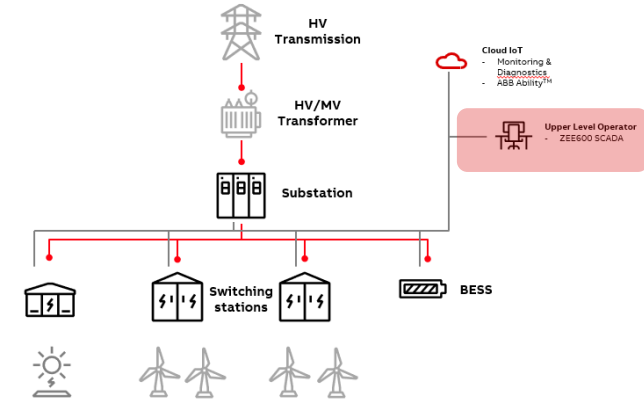 HV
Transmission
Cloud IoT
- Monitoring &
Diagnostics
- ABB Ability™
HV/MV
Transformer
Upper Level Operator
- ZEE600 SCADA
Substation
Switching
stations
BESS